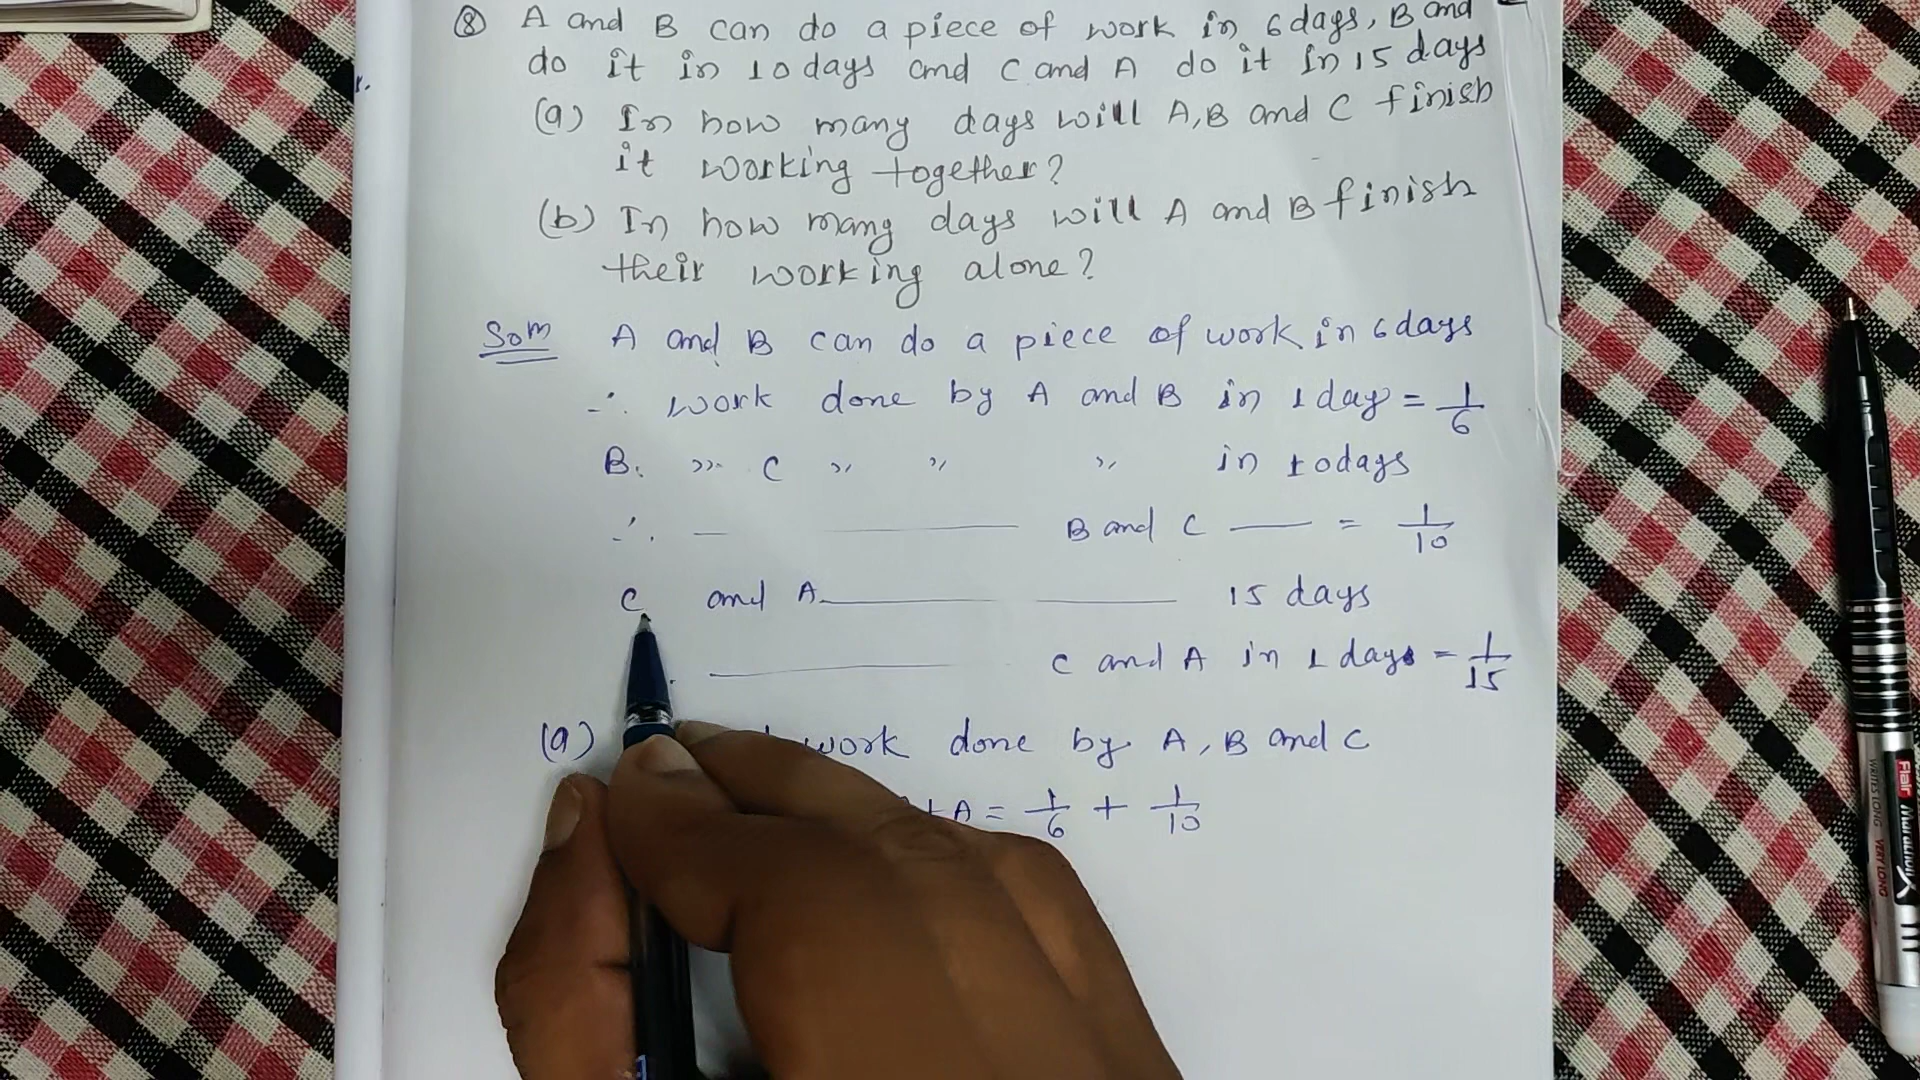 ⑧ A and B can do a piece of work in 6 days, B and
do it in 10 days and C and A do it in 15 days
(a) In how many days will A, B and C finish
it working together?
(b) In how many days will A and B finish
their working alone?
Som A and B can do a piece of work in 6 days
∴ work done by A and B in 1 day = 1/6
B. ,, C ,, ,, ,, in 10 days
∴ — —— B and C —— = 1/10
C and A —— —— 15 days
—— C and A in 1 days = 1/15
(a) work done by A, B and C
+A = 1/6 + 1/10
Flair